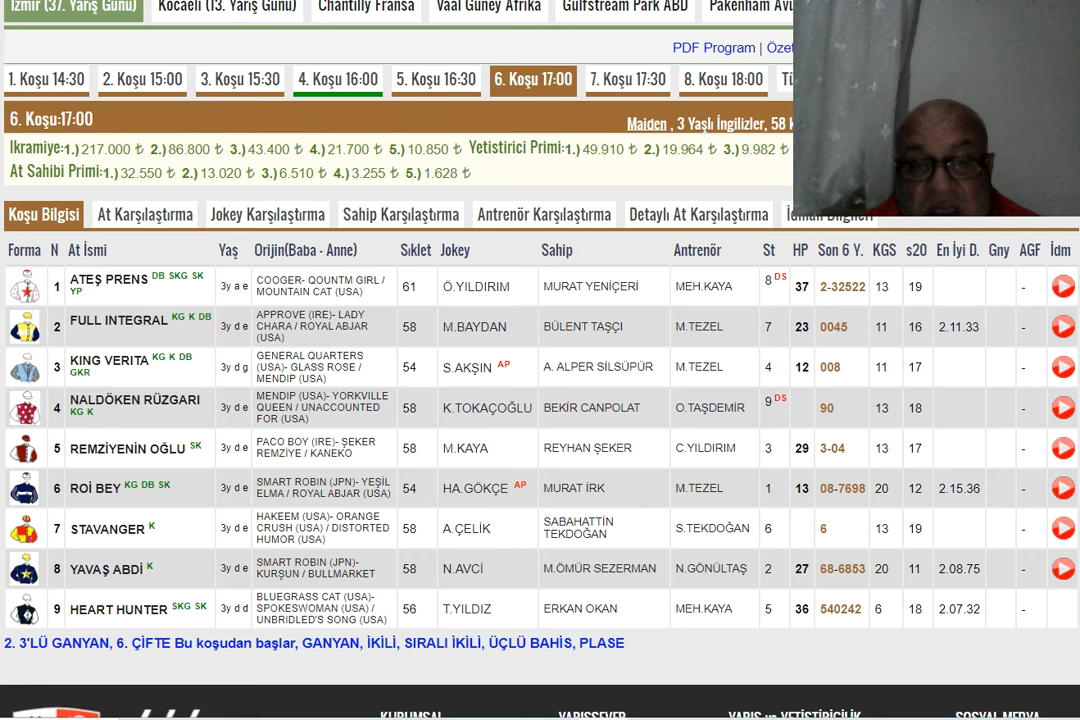 İzmir (37. Yarış Günü) Kocaeli (13. Yarış Günü) Chantilly Fransa Vaal Güney Afrika Gulfstream Park ABD Pakenham
PDF Program | Özet
1. Koşu 14:30 2. Koşu 15:00 3. Koşu 15:30 4. Koşu 16:00 5. Koşu 16:30 6. Koşu 17:00 7. Koşu 17:30 8. Koşu 18:00
6. Koşu:17:00 Maiden , 3 Yaşlı İngilizler, 58
Ikramiye:1.) 217.000 ₺ 2.) 86.800 ₺ 3.) 43.400 ₺ 4.) 21.700 ₺ 5.) 10.850 ₺ Yetistirici Primi:1.) 49.910 ₺ 2.) 19.964 ₺ 3.) 9.982 ₺
At Sahibi Primi:1.) 32.550 ₺ 2.) 13.020 ₺ 3.) 6.510 ₺ 4.) 3.255 ₺ 5.) 1.628 ₺
Koşu Bilgisi At Karşılaştırma Jokey Karşılaştırma Sahip Karşılaştırma Antrenör Karşılaştırma Detaylı At Karşılaştırma
Forma N At İsmi Yaş Orijin(Baba - Anne) Sıklet Jokey Sahip Antrenör St HP Son 6 Y. KGS s20 En İyi D. Gny AGF İdm
1 ATEŞ PRENS DB SKG SK YP 3y a e COOGER- QOUNTM GIRL / MOUNTAIN CAT (USA) 61 Ö.YILDIRIM MURAT YENİÇERİ MEH.KAYA 8 DS 37 2-32522 13 19 -
2 FULL INTEGRAL KG K DB 3y d e APPROVE (IRE)- LADY CHARA / ROYAL ABJAR (USA) 58 M.BAYDAN BÜLENT TAŞÇI M.TEZEL 7 23 0045 11 16 2.11.33 -
3 KING VERITA KG K DB GKR 3y d g GENERAL QUARTERS (USA)- GLASS ROSE / MENDIP (USA) 54 S.AKŞIN AP A. ALPER SİLSÜPÜR M.TEZEL 4 12 008 11 17 -
4 NALDÖKEN RÜZGARI KG K 3y d e MENDIP (USA)- YORKVILLE QUEEN / UNACCOUNTED FOR (USA) 58 K.TOKAÇOĞLU BEKİR CANPOLAT O.TAŞDEMİR 9 DS 90 13 18 -
5 REMZİYENİN OĞLU SK 3y d e PACO BOY (IRE)- ŞEKER REMZİYE / KANEKO 58 M.KAYA REYHAN ŞEKER C.YILDIRIM 3 29 3-04 13 17 -
6 ROİ BEY KG DB SK 3y d e SMART ROBIN (JPN)- YEŞİL ELMA / ROYAL ABJAR (USA) 54 HA.GÖKÇE AP MURAT İRK M.TEZEL 1 13 08-7698 20 12 2.15.36 -
7 STAVANGER K 3y d e HAKEEM (USA)- ORANGE CRUSH (USA) / DISTORTED HUMOR (USA) 58 A.ÇELİK SABAHATTİN TEKDOĞAN S.TEKDOĞAN 6 6 13 19 -
8 YAVAŞ ABDİ K 3y d e SMART ROBIN (JPN)- KURŞUN / BULLMARKET 58 N.AVCİ M.ÖMÜR SEZERMAN N.GÖNÜLTAŞ 2 27 68-6853 20 11 2.08.75 -
9 HEART HUNTER SKG SK 3y d d BLUEGRASS CAT (USA)- SPOKESWOMAN (USA) / UNBRIDLED'S SONG (USA) 56 T.YILDIZ ERKAN OKAN MEH.KAYA 5 36 540242 6 18 2.07.32 -
2. 3'LÜ GANYAN, 6. ÇİFTE Bu koşudan başlar, GANYAN, İKİLİ, SIRALI İKİLİ, ÜÇLÜ BAHİS, PLASE
KURUMSAL YARIŞSEVER YARIŞ ve YETİŞTİRİCİLİK SOSYAL MEDYA